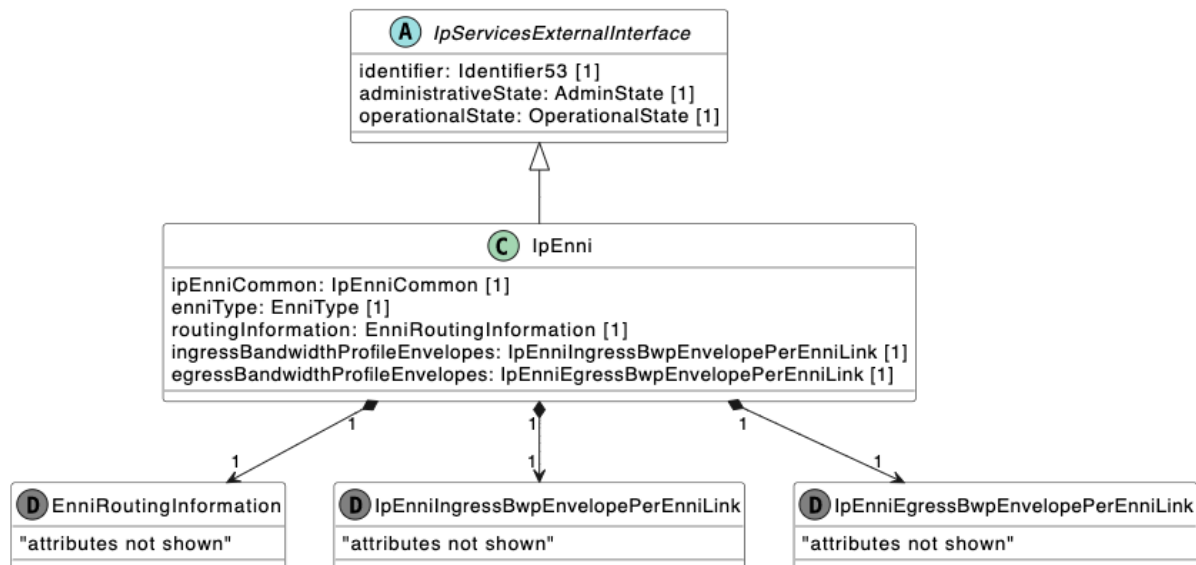 A IpServicesExternalInterface
identifier: Identifier53 [1]
administrativeState: AdminState [1]
operationalState: OperationalState [1]
C IpEnni
ipEnniCommon: IpEnniCommon [1]
enniType: EnniType [1]
routingInformation: EnniRoutingInformation [1]
ingressBandwidthProfileEnvelopes: IpEnniIngressBwpEnvelopePerEnniLink [1]
egressBandwidthProfileEnvelopes: IpEnniEgressBwpEnvelopePerEnniLink [1]
1 1 1
1 1 1
D EnniRoutingInformation
"attributes not shown"
D IpEnniIngressBwpEnvelopePerEnniLink
"attributes not shown"
D IpEnniEgressBwpEnvelopePerEnniLink
"attributes not shown"